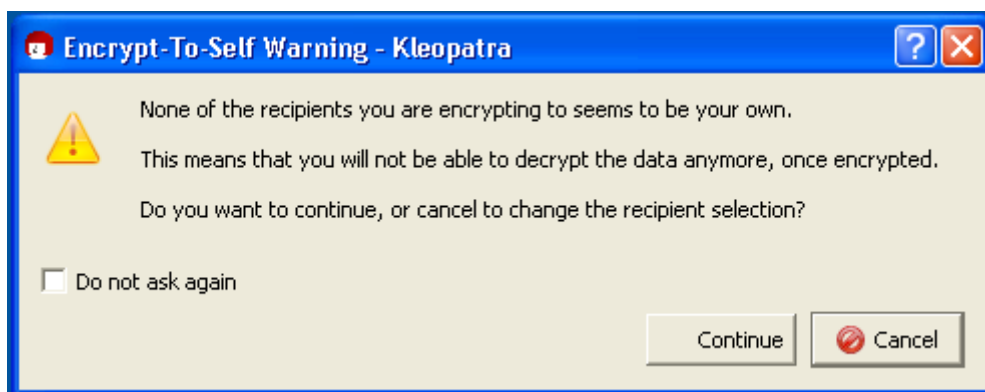 Encrypt-To-Self Warning - Kleopatra
None of the recipients you are encrypting to seems to be your own.
This means that you will not be able to decrypt the data anymore, once encrypted.
Do you want to continue, or cancel to change the recipient selection?
Do not ask again
Continue
Cancel